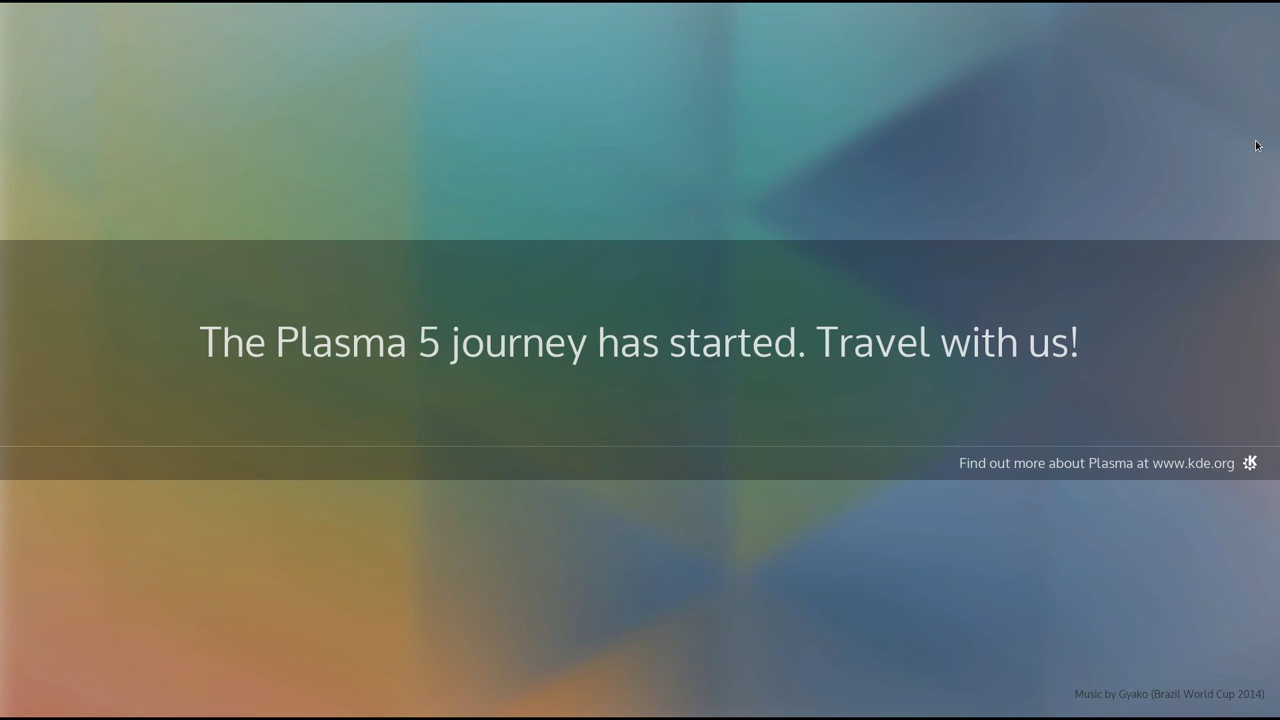 The Plasma 5 journey has started. Travel with us!
Find out more about Plasma at www.kde.org
Music by Gyako (Brazil World Cup 2014)